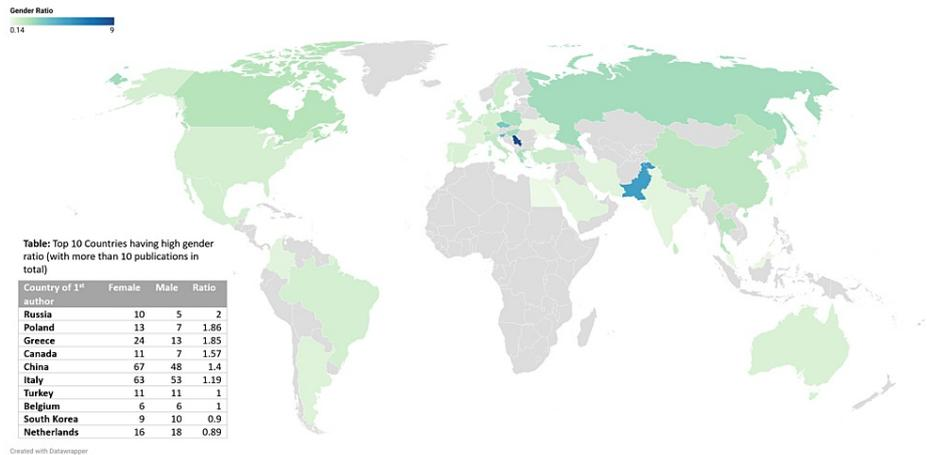 Gender Ratio
0.14 9
Table: Top 10 Countries having high gender
ratio (with more than 10 publications in
total)
Country of 1st Female Male Ratio
author
Russia 10 5 2
Poland 13 7 1.86
Greece 24 13 1.85
Canada 11 7 1.57
China 67 48 1.4
Italy 63 53 1.19
Turkey 11 11 1
Belgium 6 6 1
South Korea 9 10 0.9
Netherlands 16 18 0.89
Created with Datawrapper